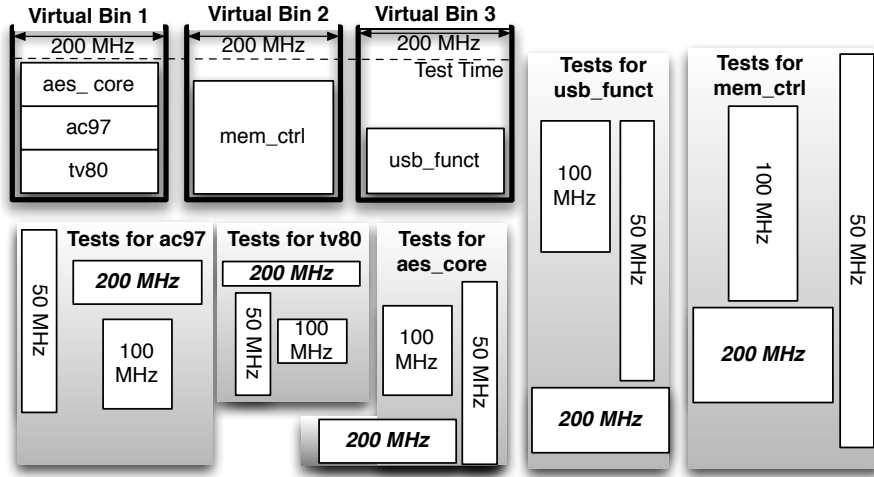 Virtual Bin 1
Virtual Bin 2
Virtual Bin 3
200 MHz
200 MHz
200 MHz
Test Time
aes_ core
ac97
tv80
mem_ctrl
usb_funct
Tests for
usb_funct
100
MHz
50 MHz
200 MHz
Tests for
mem_ctrl
100 MHz
50 MHz
200 MHz
Tests for ac97
50 MHz
200 MHz
100
MHz
Tests for tv80
200 MHz
50 MHz
100
MHz
Tests for
aes_core
100
MHz
50 MHz
200 MHz